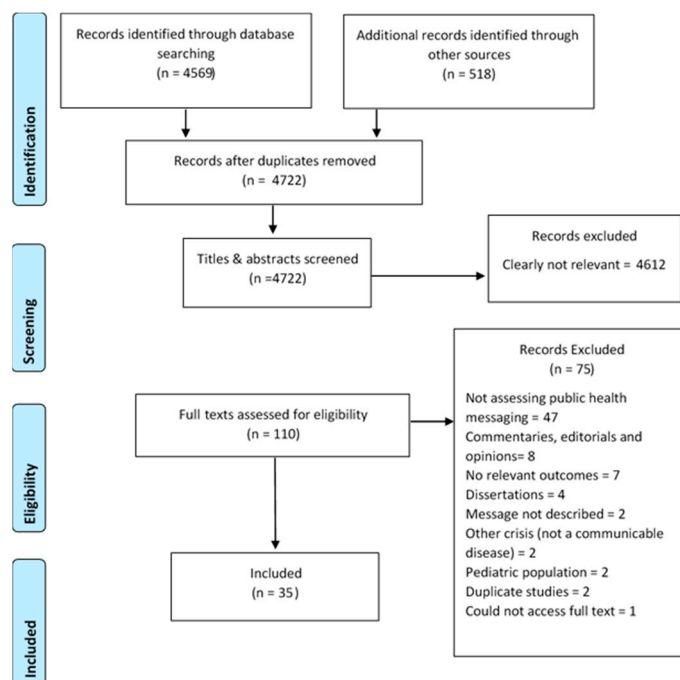 Records identified through database
searching
(n = 4569)
Additional records identified through
other sources
(n = 518)
Identification
Records after duplicates removed
(n = 4722)
Titles & abstracts screened
(n =4722)
Records excluded
Clearly not relevant = 4612
Screening
Full texts assessed for eligibility
(n = 110)
Records Excluded
(n = 75)
Not assessing public health
messaging = 47
Commentaries, editorials and
opinions= 8
No relevant outcomes = 7
Dissertations = 4
Message not described = 2
Other crisis (not a communicable
disease) = 2
Pediatric population = 2
Duplicate studies = 2
Could not access full text = 1
Eligibility
Included
(n = 35)
Included